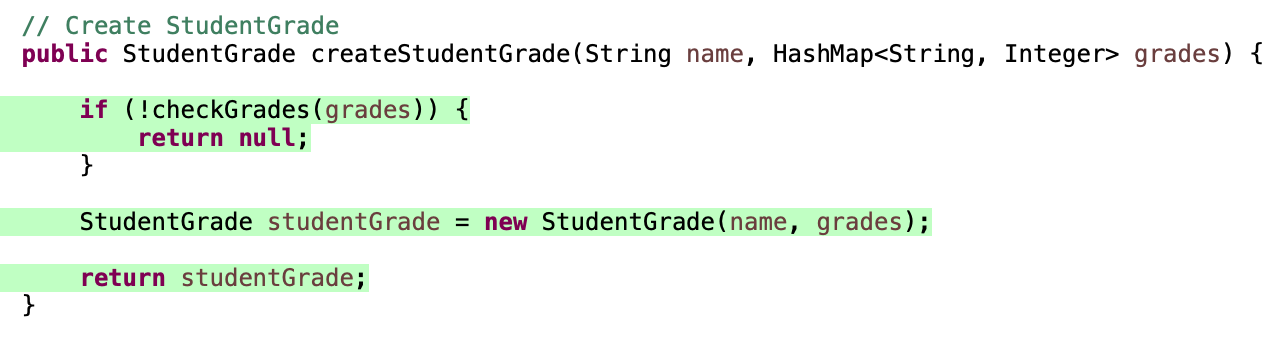 // Create StudentGrade
public StudentGrade createStudentGrade(String name, HashMap<String, Integer> grades) {
if (!checkGrades(grades)) {
return null;
}
StudentGrade studentGrade = new StudentGrade(name, grades);
return studentGrade;
}